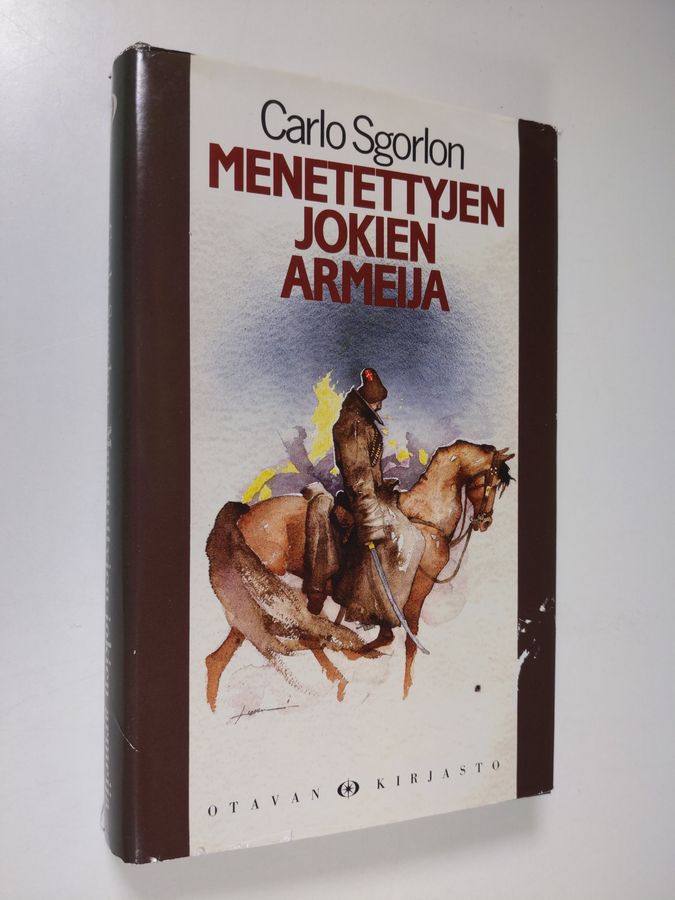 Carlo Sgorlon
MENETETTYJEN
JOKIEN
ARMEIJA
OTAVAN KIRJASTO